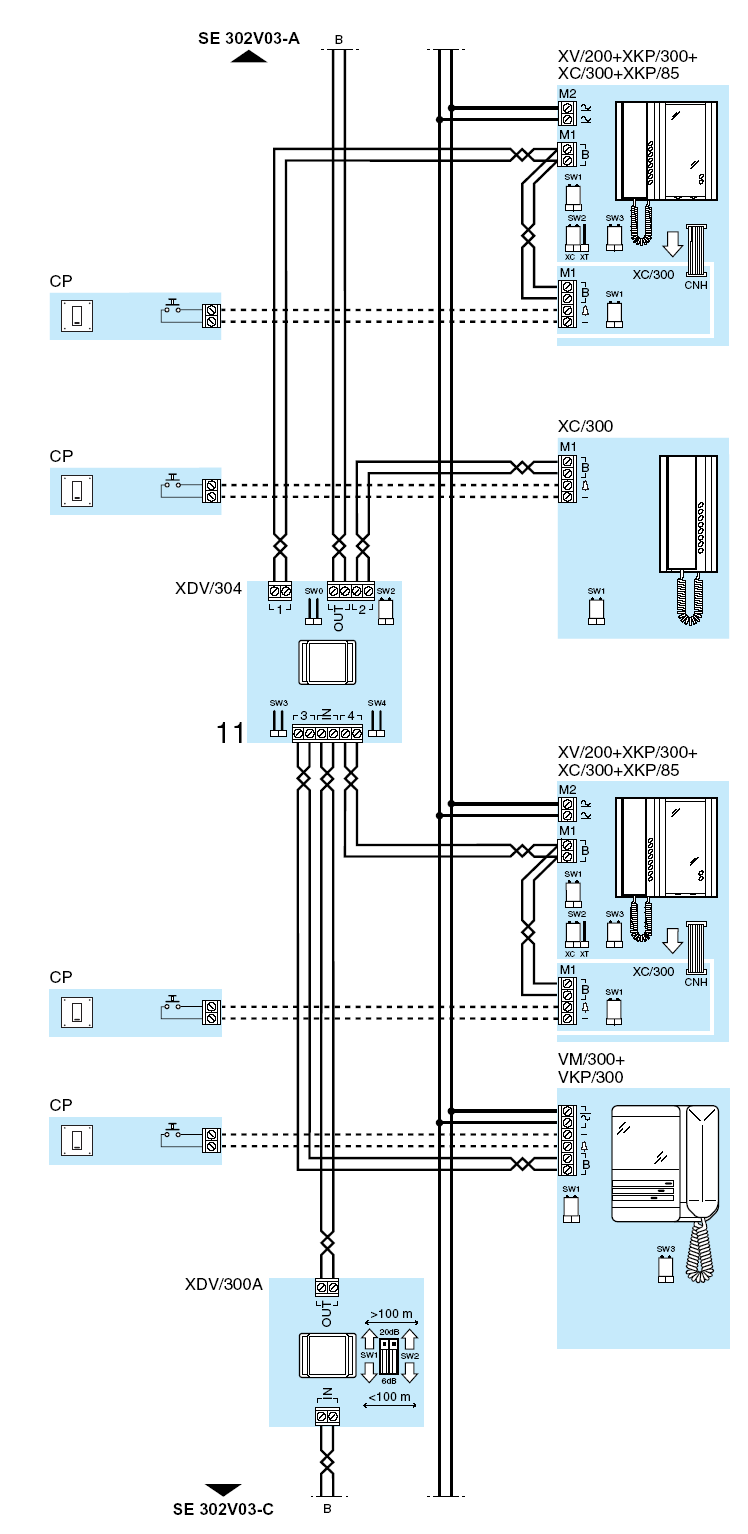 SE 302V03-A
B
XV/200+XKP/300+
XC/300+XKP/85
M2
M1
B
SW1
SW2
SW3
XC XT
XC/300
CNH
M1
B
SW1
CP
XC/300
M1
B
SW1
CP
XDV/304
1
SW0
OUT
2
SW2
SW3
3
IN
4
SW4
11
XV/200+XKP/300+
XC/300+XKP/85
M2
M1
B
SW1
SW2
SW3
XC XT
XC/300
CNH
M1
B
SW1
CP
VM/300+
VKP/300
B
SW1
SW3
CP
XDV/300A
OUT
>100 m
20dB
SW1
SW2
6dB
<100 m
IN
SE 302V03-C
B